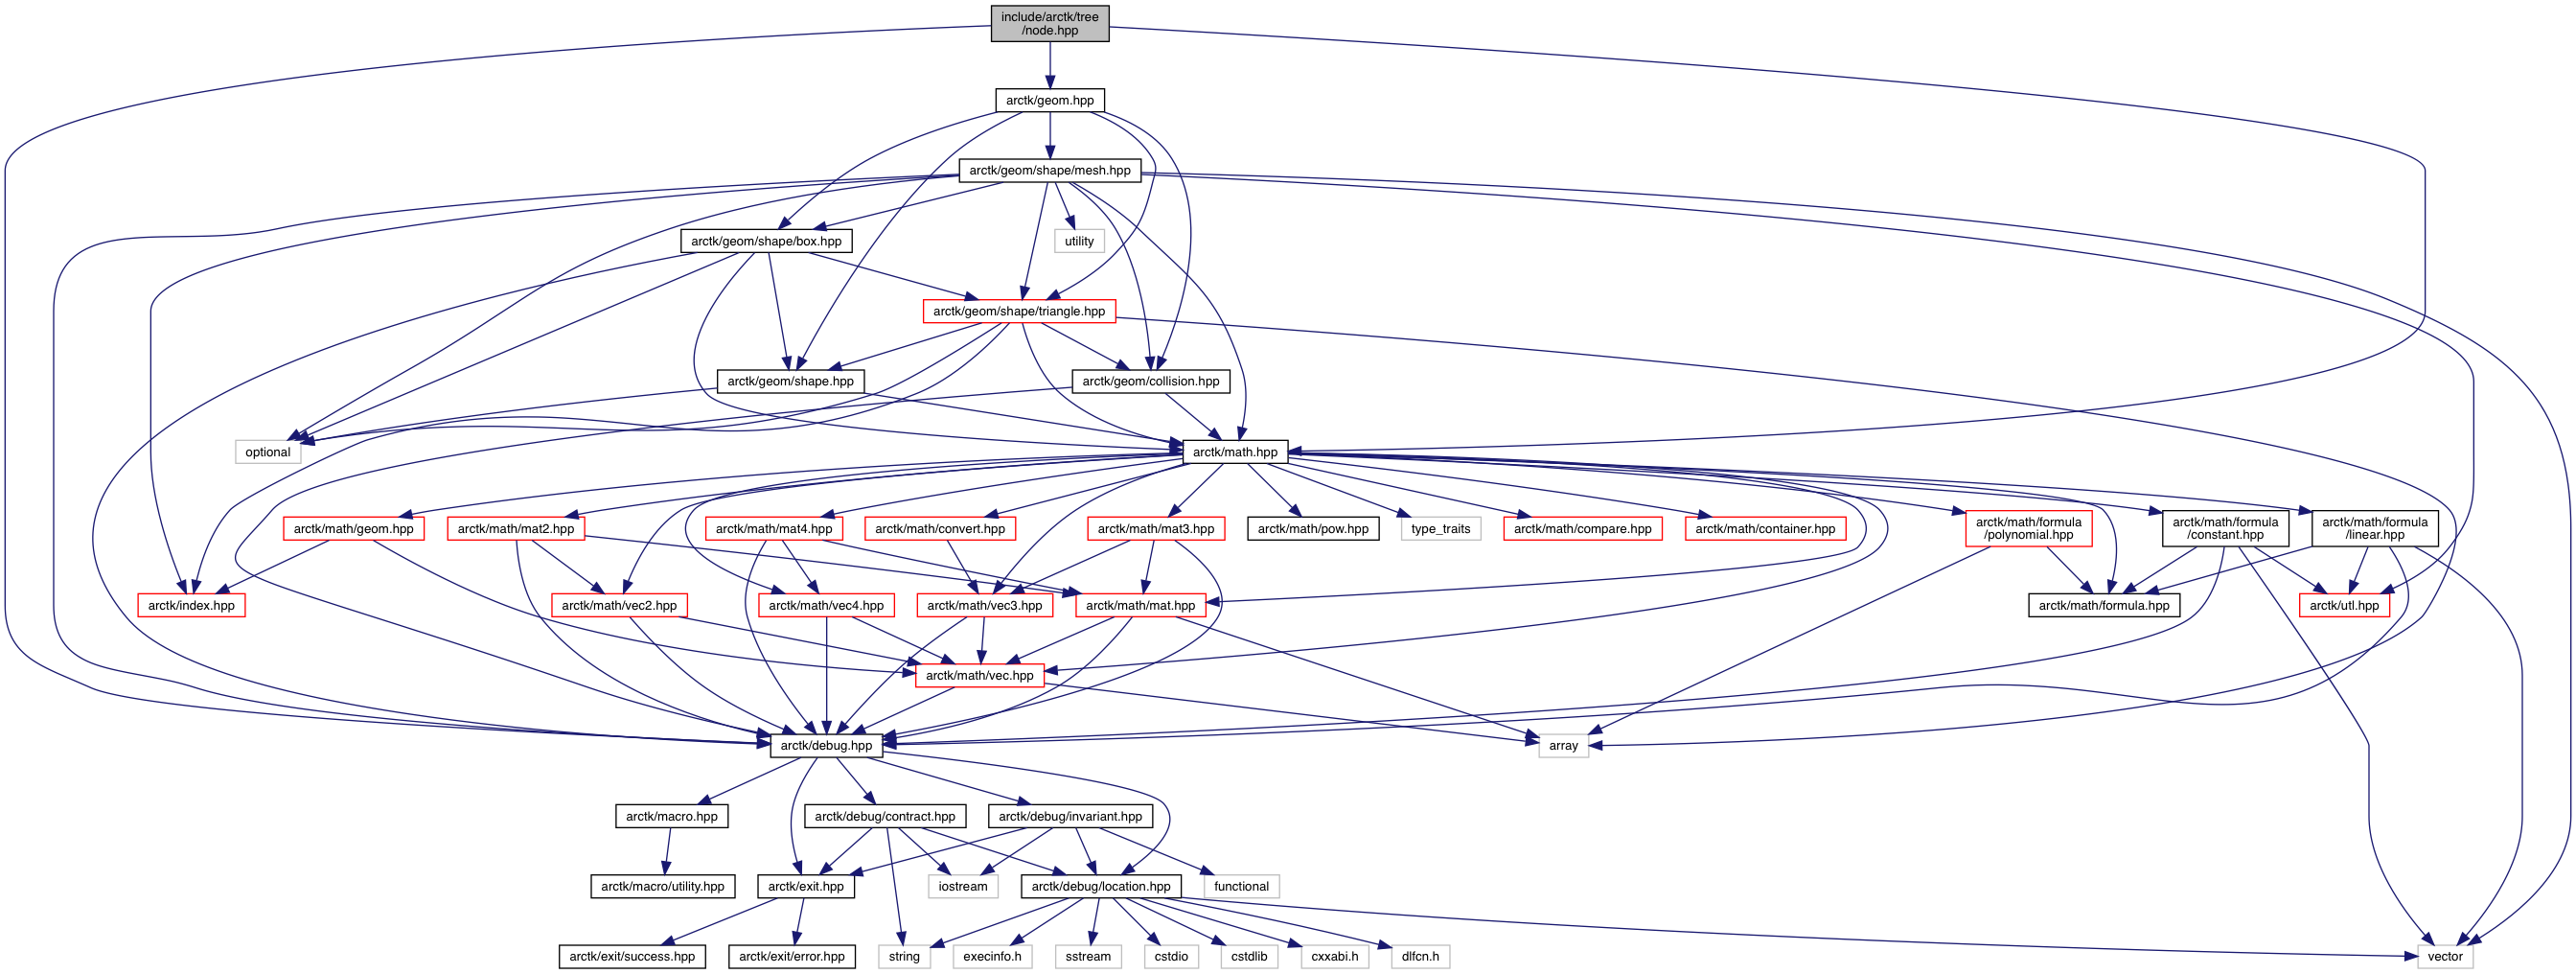 include/arctk/tree
/node.hpp
arctk/geom.hpp
arctk/geom/shape/mesh.hpp
arctk/geom/shape/box.hpp
utility
arctk/geom/shape/triangle.hpp
arctk/geom/shape.hpp
arctk/geom/collision.hpp
optional
arctk/math.hpp
arctk/math/geom.hpp
arctk/math/mat2.hpp
arctk/math/mat4.hpp
arctk/math/convert.hpp
arctk/math/mat3.hpp
arctk/math/pow.hpp
type_traits
arctk/math/compare.hpp
arctk/math/container.hpp
arctk/math/formula
/polynomial.hpp
arctk/math/formula
/constant.hpp
arctk/math/formula
/linear.hpp
arctk/index.hpp
arctk/math/vec2.hpp
arctk/math/vec4.hpp
arctk/math/vec3.hpp
arctk/math/mat.hpp
arctk/math/formula.hpp
arctk/utl.hpp
arctk/math/vec.hpp
arctk/debug.hpp
array
arctk/macro.hpp
arctk/debug/contract.hpp
arctk/debug/invariant.hpp
arctk/macro/utility.hpp
arctk/exit.hpp
iostream
arctk/debug/location.hpp
functional
arctk/exit/success.hpp
arctk/exit/error.hpp
string
execinfo.h
sstream
cstdio
cstdlib
cxxabi.h
dlfcn.h
vector